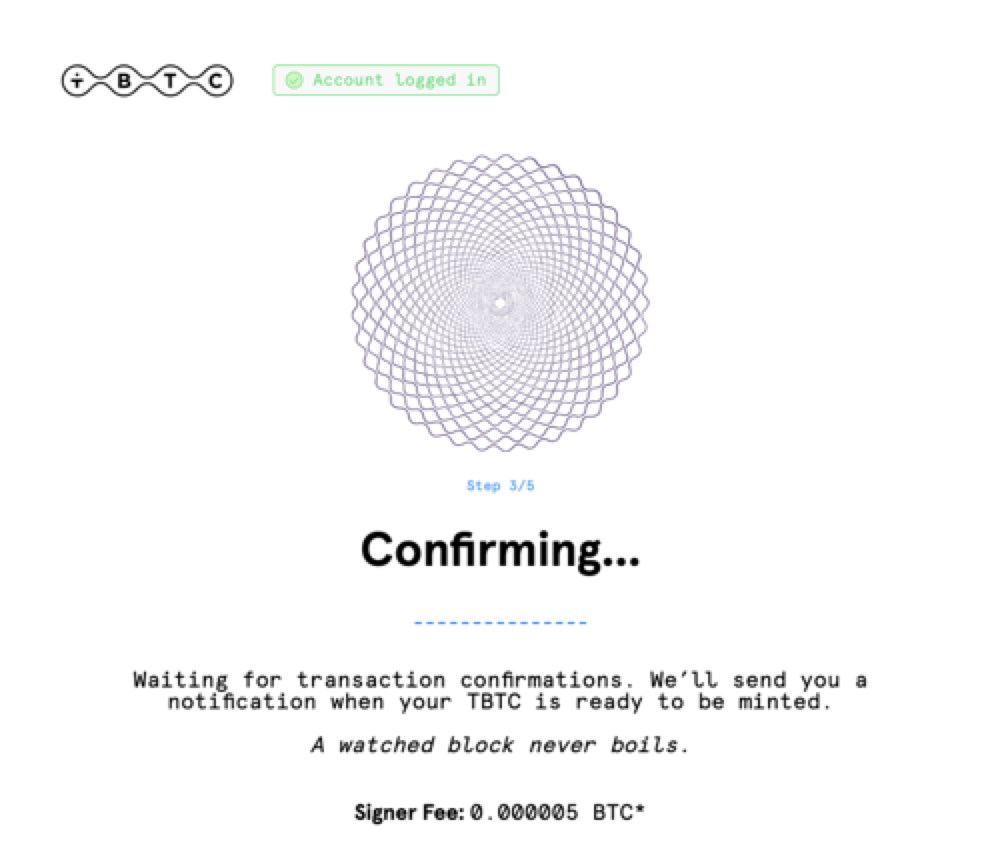 ṪBTC
Account logged in
Step 3/5
Confirming...
---------------
Waiting for transaction confirmations. We'll send you a
notification when your TBTC is ready to be minted.
A watched block never boils.
Signer Fee: 0.000005 BTC*